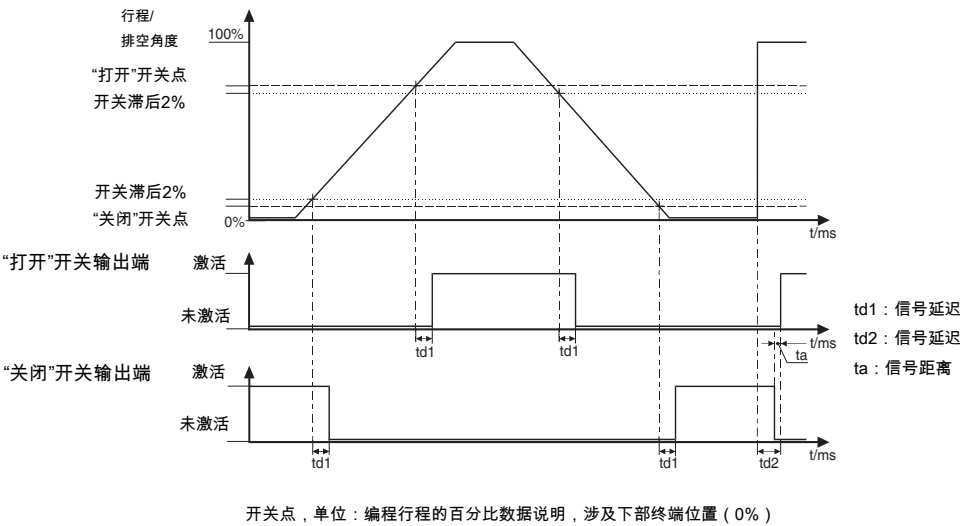 行程/
排空角度
100%
“打开”开关点
开关滞后2%
开关滞后2%
“关闭”开关点
0%
t/ms
“打开”开关输出端
激活
未激活
td1
td1
t/ms
ta
td1：信号延迟
td2：信号延迟
ta：信号距离
“关闭”开关输出端
激活
未激活
td1
td1
td2
t/ms
开关点，单位：编程行程的百分比数据说明，涉及下部终端位置（0%）